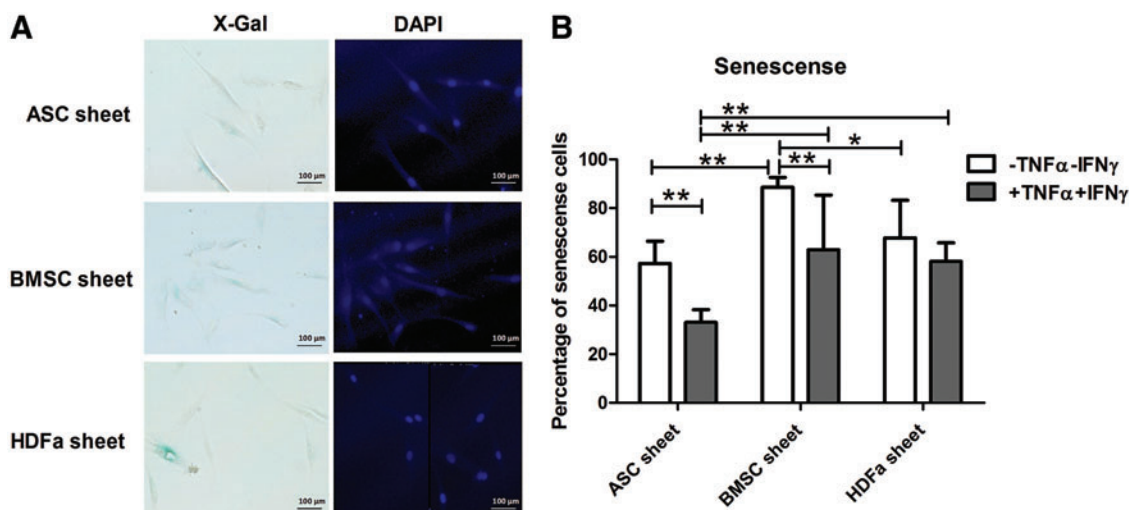 A
X-Gal
DAPI
ASC sheet
100 µm
100 µm
BMSC sheet
100 µm
100 µm
HDFa sheet
100 µm
100 µm
B
Senescense
**
**
*
** **
**
-TNFα-IFNγ
+TNFα+IFNγ
Percentage of senescense cells
100
80
60
40
20
0
ASC sheet
BMSC sheet
HDFa sheet